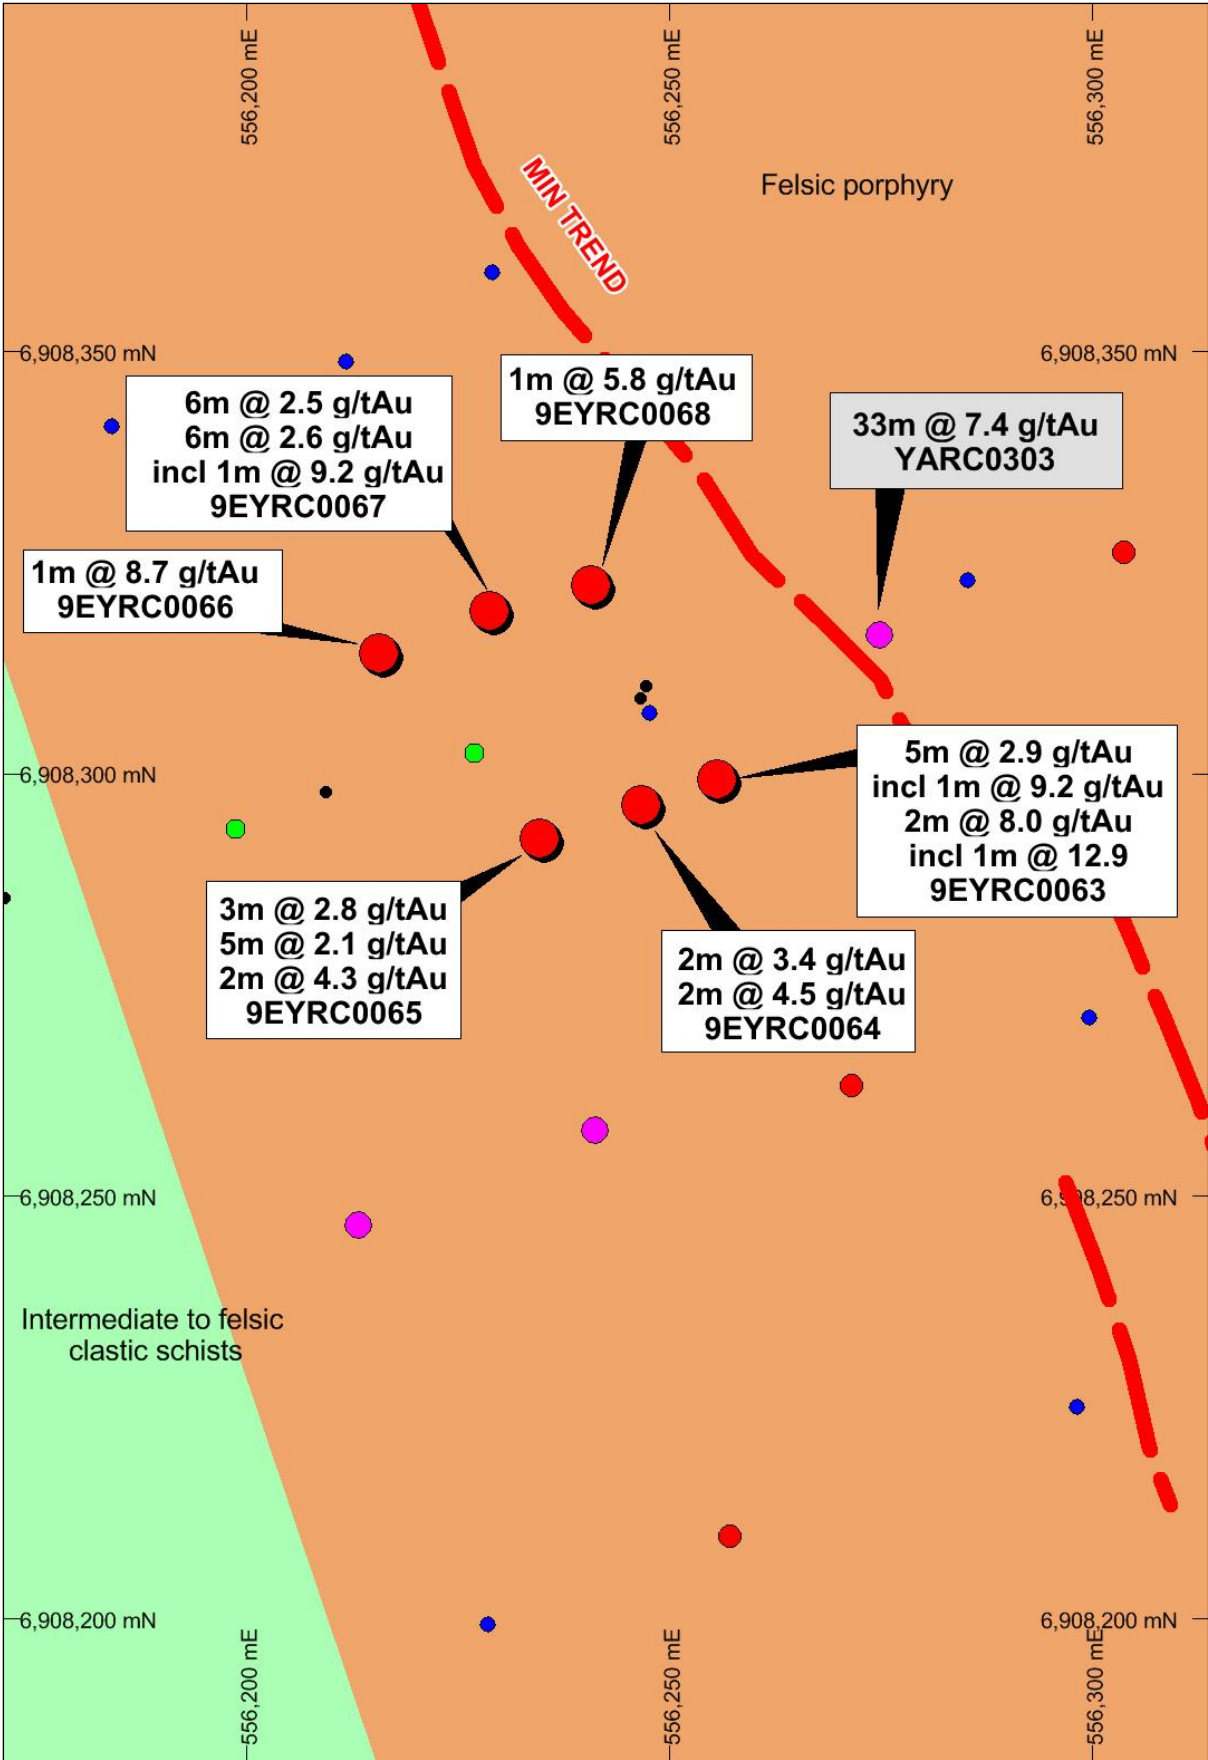 556,200 mE
556,250 mE
556,300 mE
Felsic porphyry
MIN TREND
6,908,350 mN
6,908,350 mN
1m @ 5.8 g/tAu
9EYRC0068
6m @ 2.5 g/tAu
6m @ 2.6 g/tAu
incl 1m @ 9.2 g/tAu
9EYRC0067
33m @ 7.4 g/tAu
YARC0303
1m @ 8.7 g/tAu
9EYRC0066
6,908,300 mN
5m @ 2.9 g/tAu
incl 1m @ 9.2 g/tAu
2m @ 8.0 g/tAu
incl 1m @ 12.9
9EYRC0063
3m @ 2.8 g/tAu
5m @ 2.1 g/tAu
2m @ 4.3 g/tAu
9EYRC0065
2m @ 3.4 g/tAu
2m @ 4.5 g/tAu
9EYRC0064
6,908,250 mN
6,908,250 mN
Intermediate to felsic
clastic schists
6,908,200 mN
6,908,200 mN
556,200 mE
556,250 mE
556,300 mE